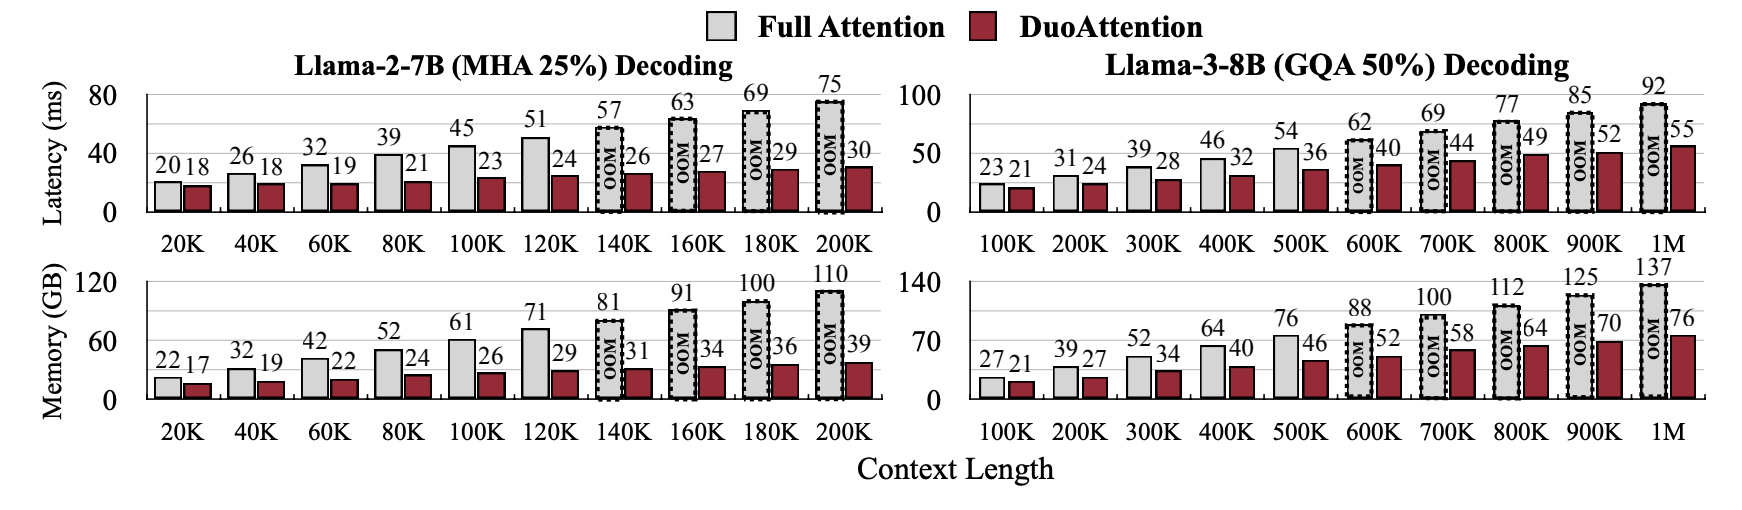 Full Attention DuoAttention
Llama-2-7B (MHA 25%) Decoding
Latency (ms)
80
40
0
20 18 26 18 32 19 39 21 45 23 51 24 57 26 63 27 69 29 75 30
OOM OOM OOM OOM
20K 40K 60K 80K 100K 120K 140K 160K 180K 200K
Llama-3-8B (GQA 50%) Decoding
100
50
0
23 21 31 24 39 28 46 32 54 36 62 40 69 44 77 49 85 52 92 55
OOM OOM OOM OOM OOM
100K 200K 300K 400K 500K 600K 700K 800K 900K 1M
Memory (GB)
120
60
0
22 17 32 19 42 22 52 24 61 26 71 29 81 31 91 34 100 36 110 39
OOM OOM OOM OOM
20K 40K 60K 80K 100K 120K 140K 160K 180K 200K
140
70
0
27 21 39 27 52 34 64 40 76 46 88 52 100 58 112 64 125 70 137 76
OOM OOM OOM OOM OOM
100K 200K 300K 400K 500K 600K 700K 800K 900K 1M
Context Length